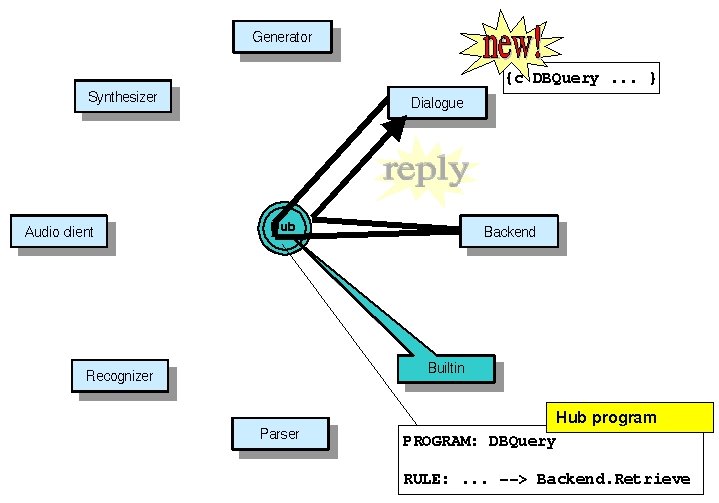 Generator
new!
{c DBQuery ... }
Synthesizer
Dialogue
reply
Audio client
ub
Backend
Builtin
Recognizer
Hub program
Parser
PROGRAM: DBQuery
RULE: ... --> Backend.Retrieve